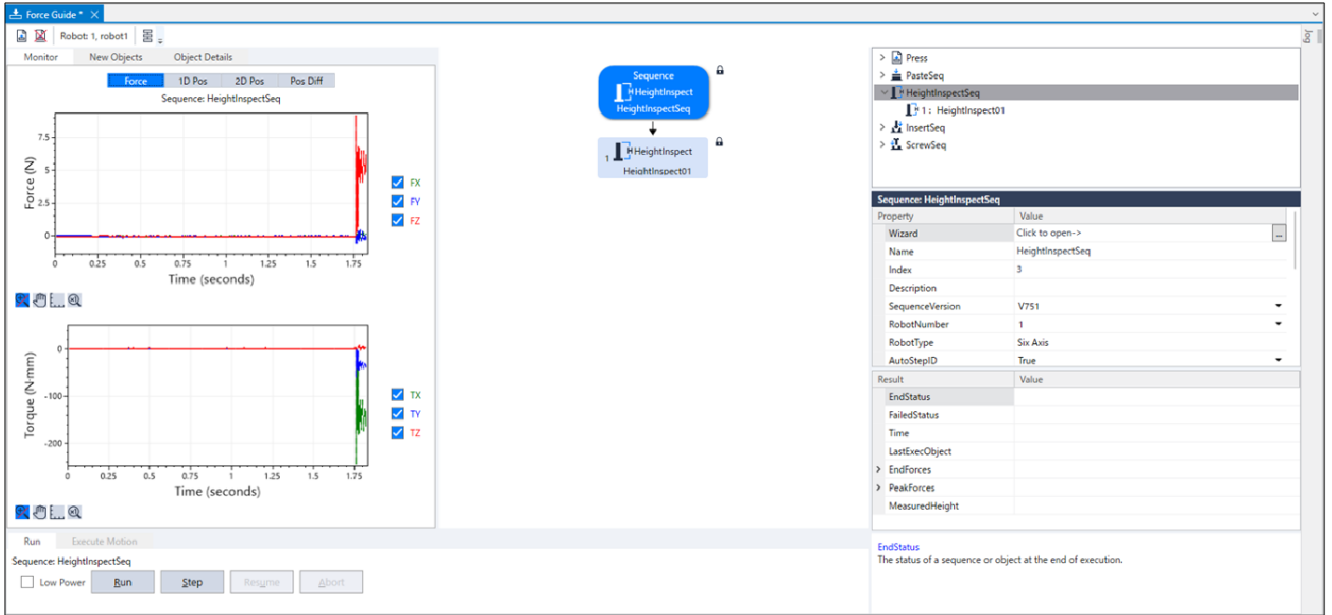 Force Guide *
Robot: 1, robot1
Jog
Monitor New Objects Object Details
Force 1D Pos 2D Pos Pos Diff
Sequence: HeightInspectSeq
7.5
5
2.5
0
Force (N)
0 0.25 0.5 0.75 1 1.25 1.5 1.75
Time (seconds)
FX
FY
FZ
0
-100
-200
Torque (N·mm)
0 0.25 0.5 0.75 1 1.25 1.5 1.75
Time (seconds)
TX
TY
TZ
Run Execute Motion
Sequence: HeightInspectSeq
Low Power Run Step Resume Abort
Sequence
HeightInspect
HeightInspectSeq
1 HeightInspect
HeightInspect01
Press
PasteSeq
HeightInspectSeq
1 : HeightInspect01
InsertSeq
ScrewSeq
Sequence: HeightInspectSeq
Property Value
Wizard Click to open-> ...
Name HeightInspectSeq
Index 3
Description
SequenceVersion V751
RobotNumber 1
RobotType Six Axis
AutoStepID True
Result Value
EndStatus
FailedStatus
Time
LastExecObject
EndForces
PeakForces
MeasuredHeight
EndStatus
The status of a sequence or object at the end of execution.